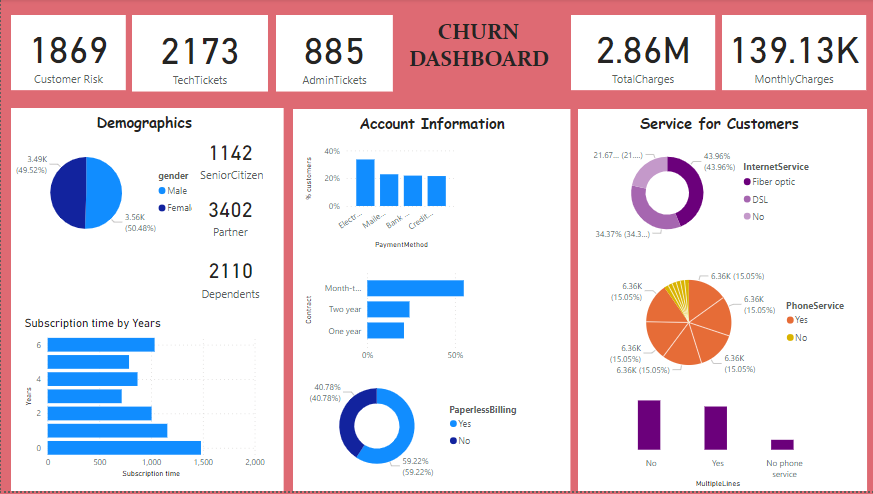 1869
Customer Risk
2173
TechTickets
885
AdminTickets
CHURN
DASHBOARD
2.86M
TotalCharges
139.13K
MonthlyCharges
Demographics
3.49K
(49.52%)
3.56K
(50.48%)
gender
Male
Femal
1142
SeniorCitizen
3402
Partner
2110
Dependents
Subscription time by Years
Years
6
4
2
0
0
500
1,000
1,500
2,000
Subscription time
Account Information
% customers
40%
20%
0%
Electr...
Maile...
Bank ...
Credit...
PaymentMethod
Contract
Month-t...
Two year
One year
0%
50%
40.78%
(40.78%)
59.22%
(59.22%)
PaperlessBilling
Yes
No
Service for Customers
21.67... (21....)
43.96%
(43.96%)
34.37% (34.3...)
InternetService
Fiber optic
DSL
No
6.36K (15.05%)
6.36K
(15.05%)
6.36K
(15.05%)
6.36K (15.05%)
6.36K
(15.05%)
6.36K
(15.05%)
PhoneService
Yes
No
No
Yes
No phone
service
MultipleLines